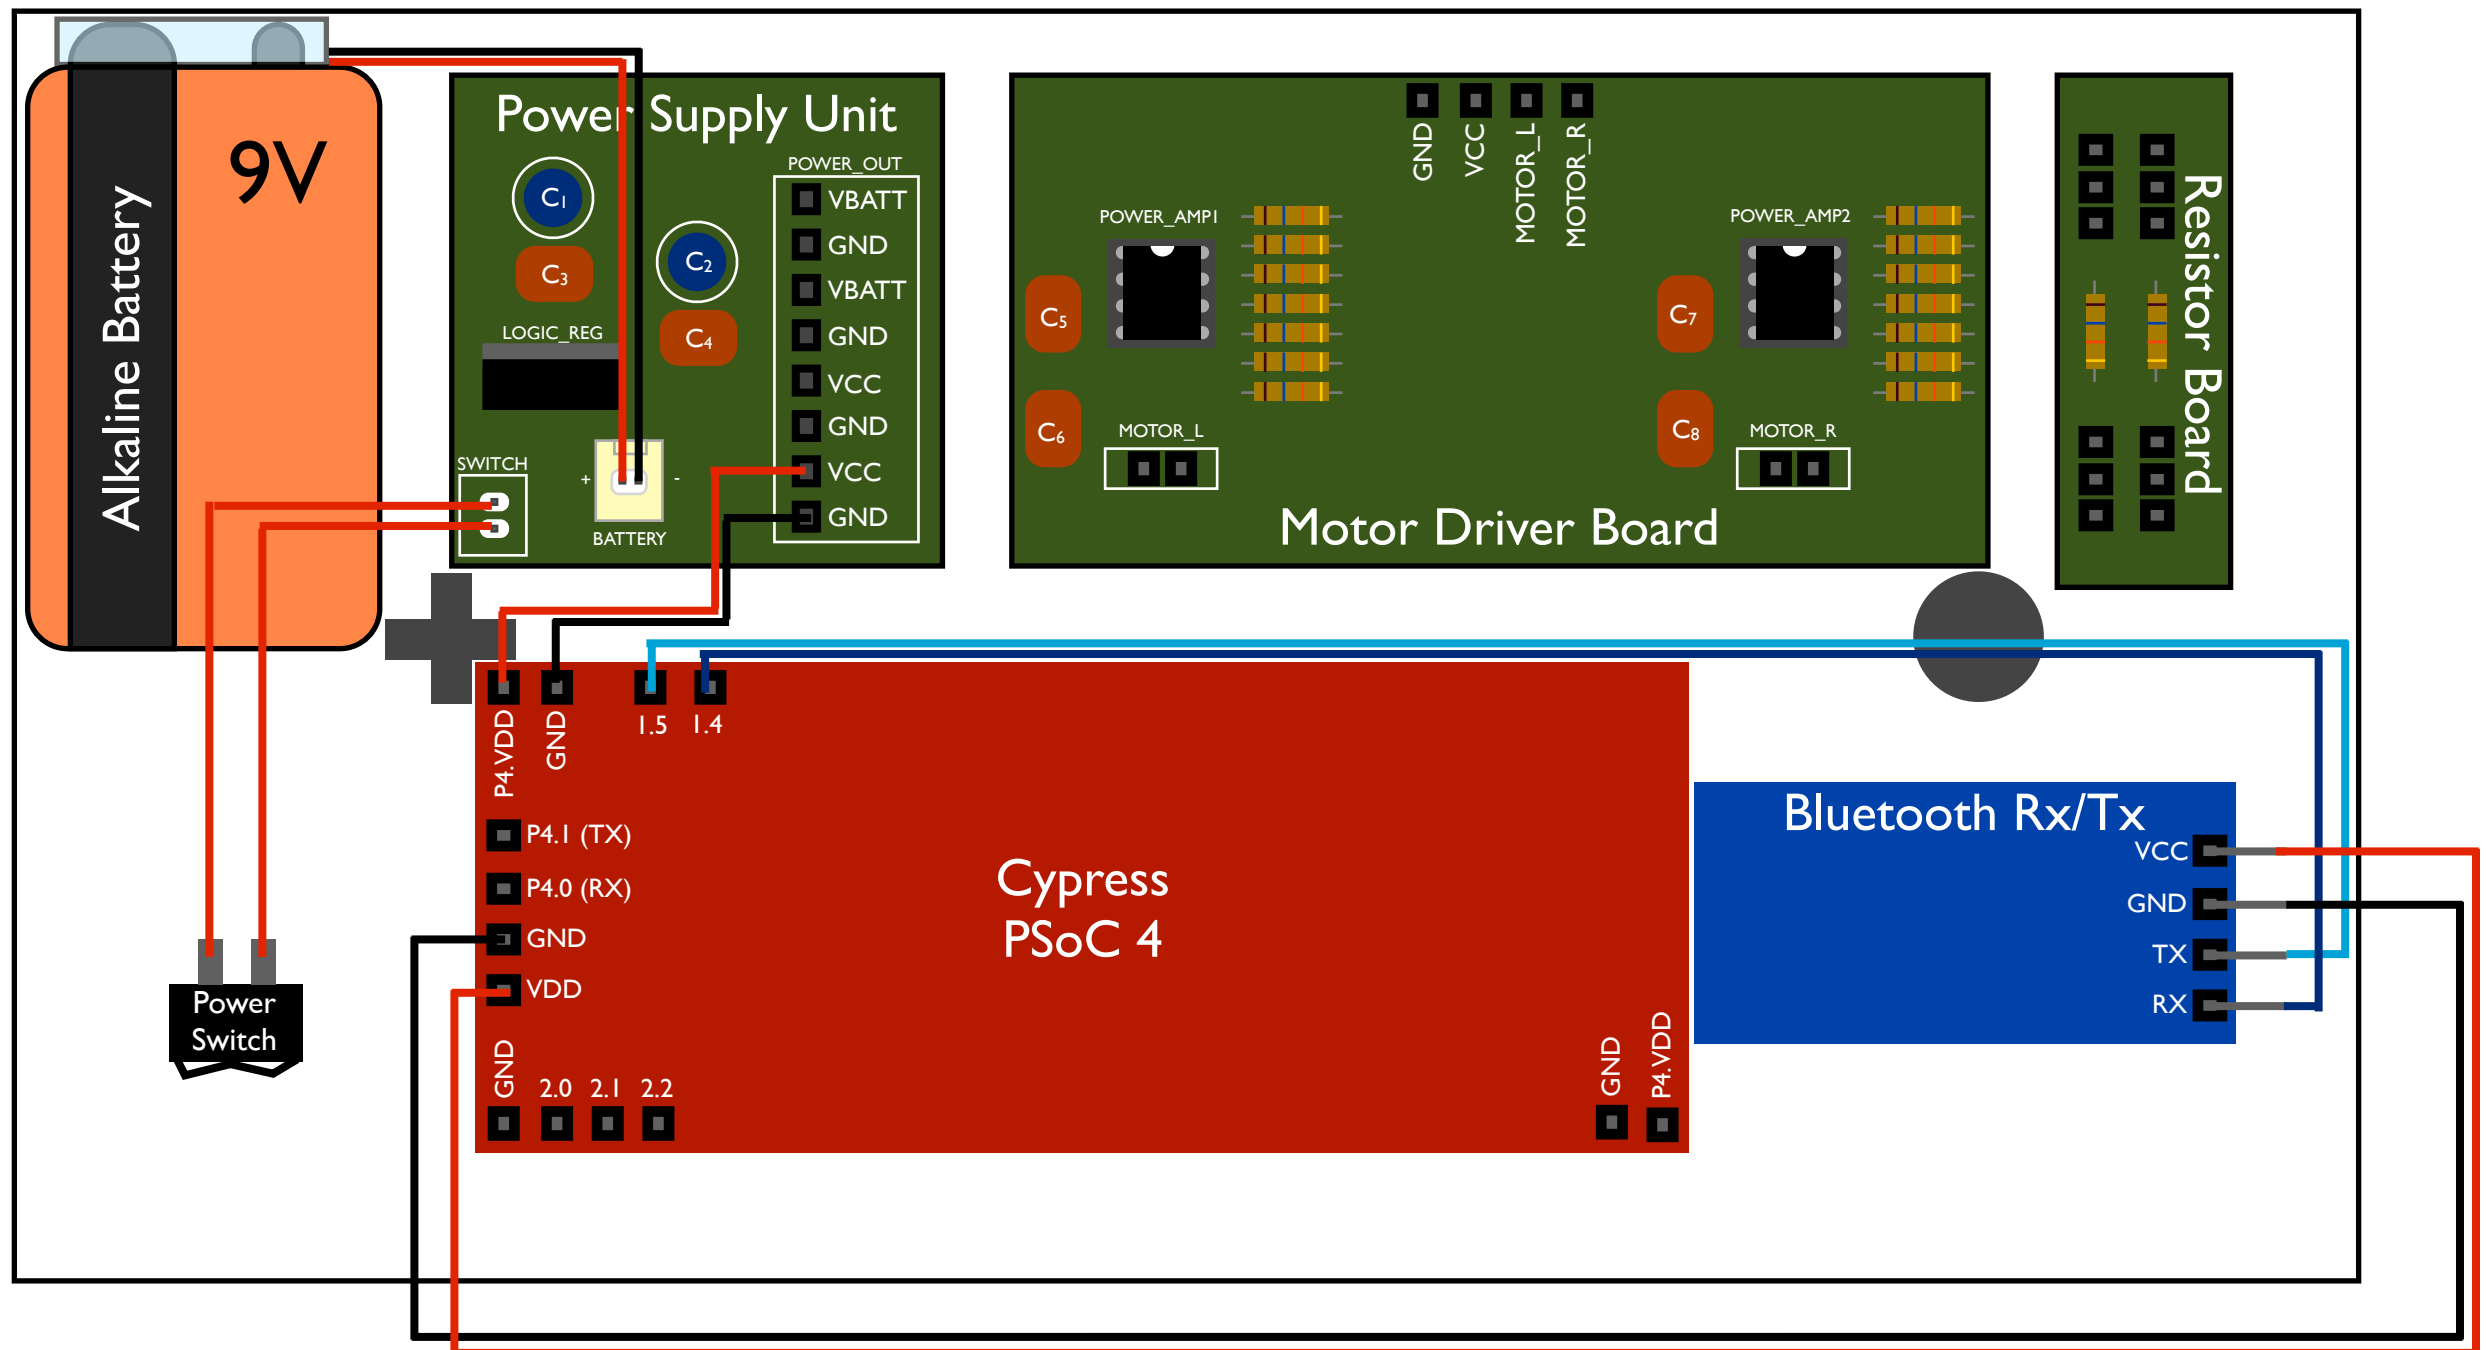 Alkaline Battery
9V
Power Supply Unit
POWER_OUT
C1
C3
C2
C4
LOGIC_REG
SWITCH
+
-
BATTERY
VBATT
GND
VBATT
GND
VCC
GND
VCC
GND
GND
VCC
MOTOR_L
MOTOR_R
POWER_AMP1
POWER_AMP2
C5
C6
C7
C8
MOTOR_L
MOTOR_R
Motor Driver Board
Resistor Board
P4.VDD
GND
1.5
1.4
P4.1 (TX)
P4.0 (RX)
GND
VDD
GND
2.0
2.1
2.2
Cypress
PSoC 4
GND
P4.VDD
Bluetooth Rx/Tx
VCC
GND
TX
RX
Power
Switch